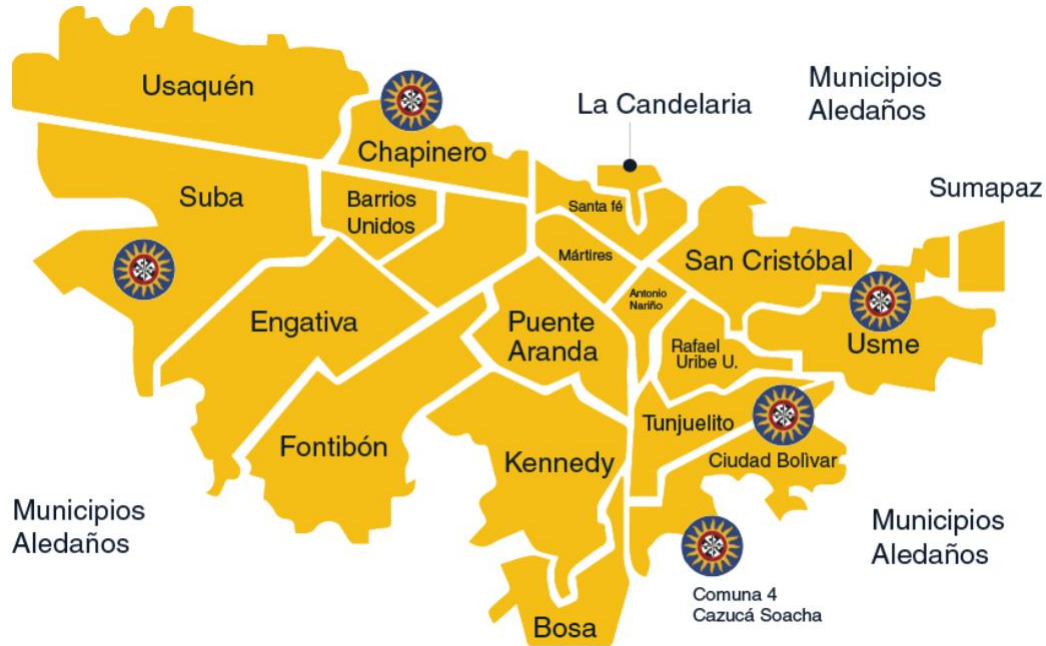 Usaquén
Municipios
Aledaños
La Candelaria
Chapinero
Suba
Barrios
Unidos
Santa fé
Sumapaz
Mártires
San Cristóbal
Antonio
Nariño
Engativa
Puente
Aranda
Rafael
Uribe U.
Usme
Tunjuelito
Fontibón
Kennedy
Ciudad Bolìvar
Municipios
Aledaños
Municipios
Aledaños
Comuna 4
Cazucá Soacha
Bosa